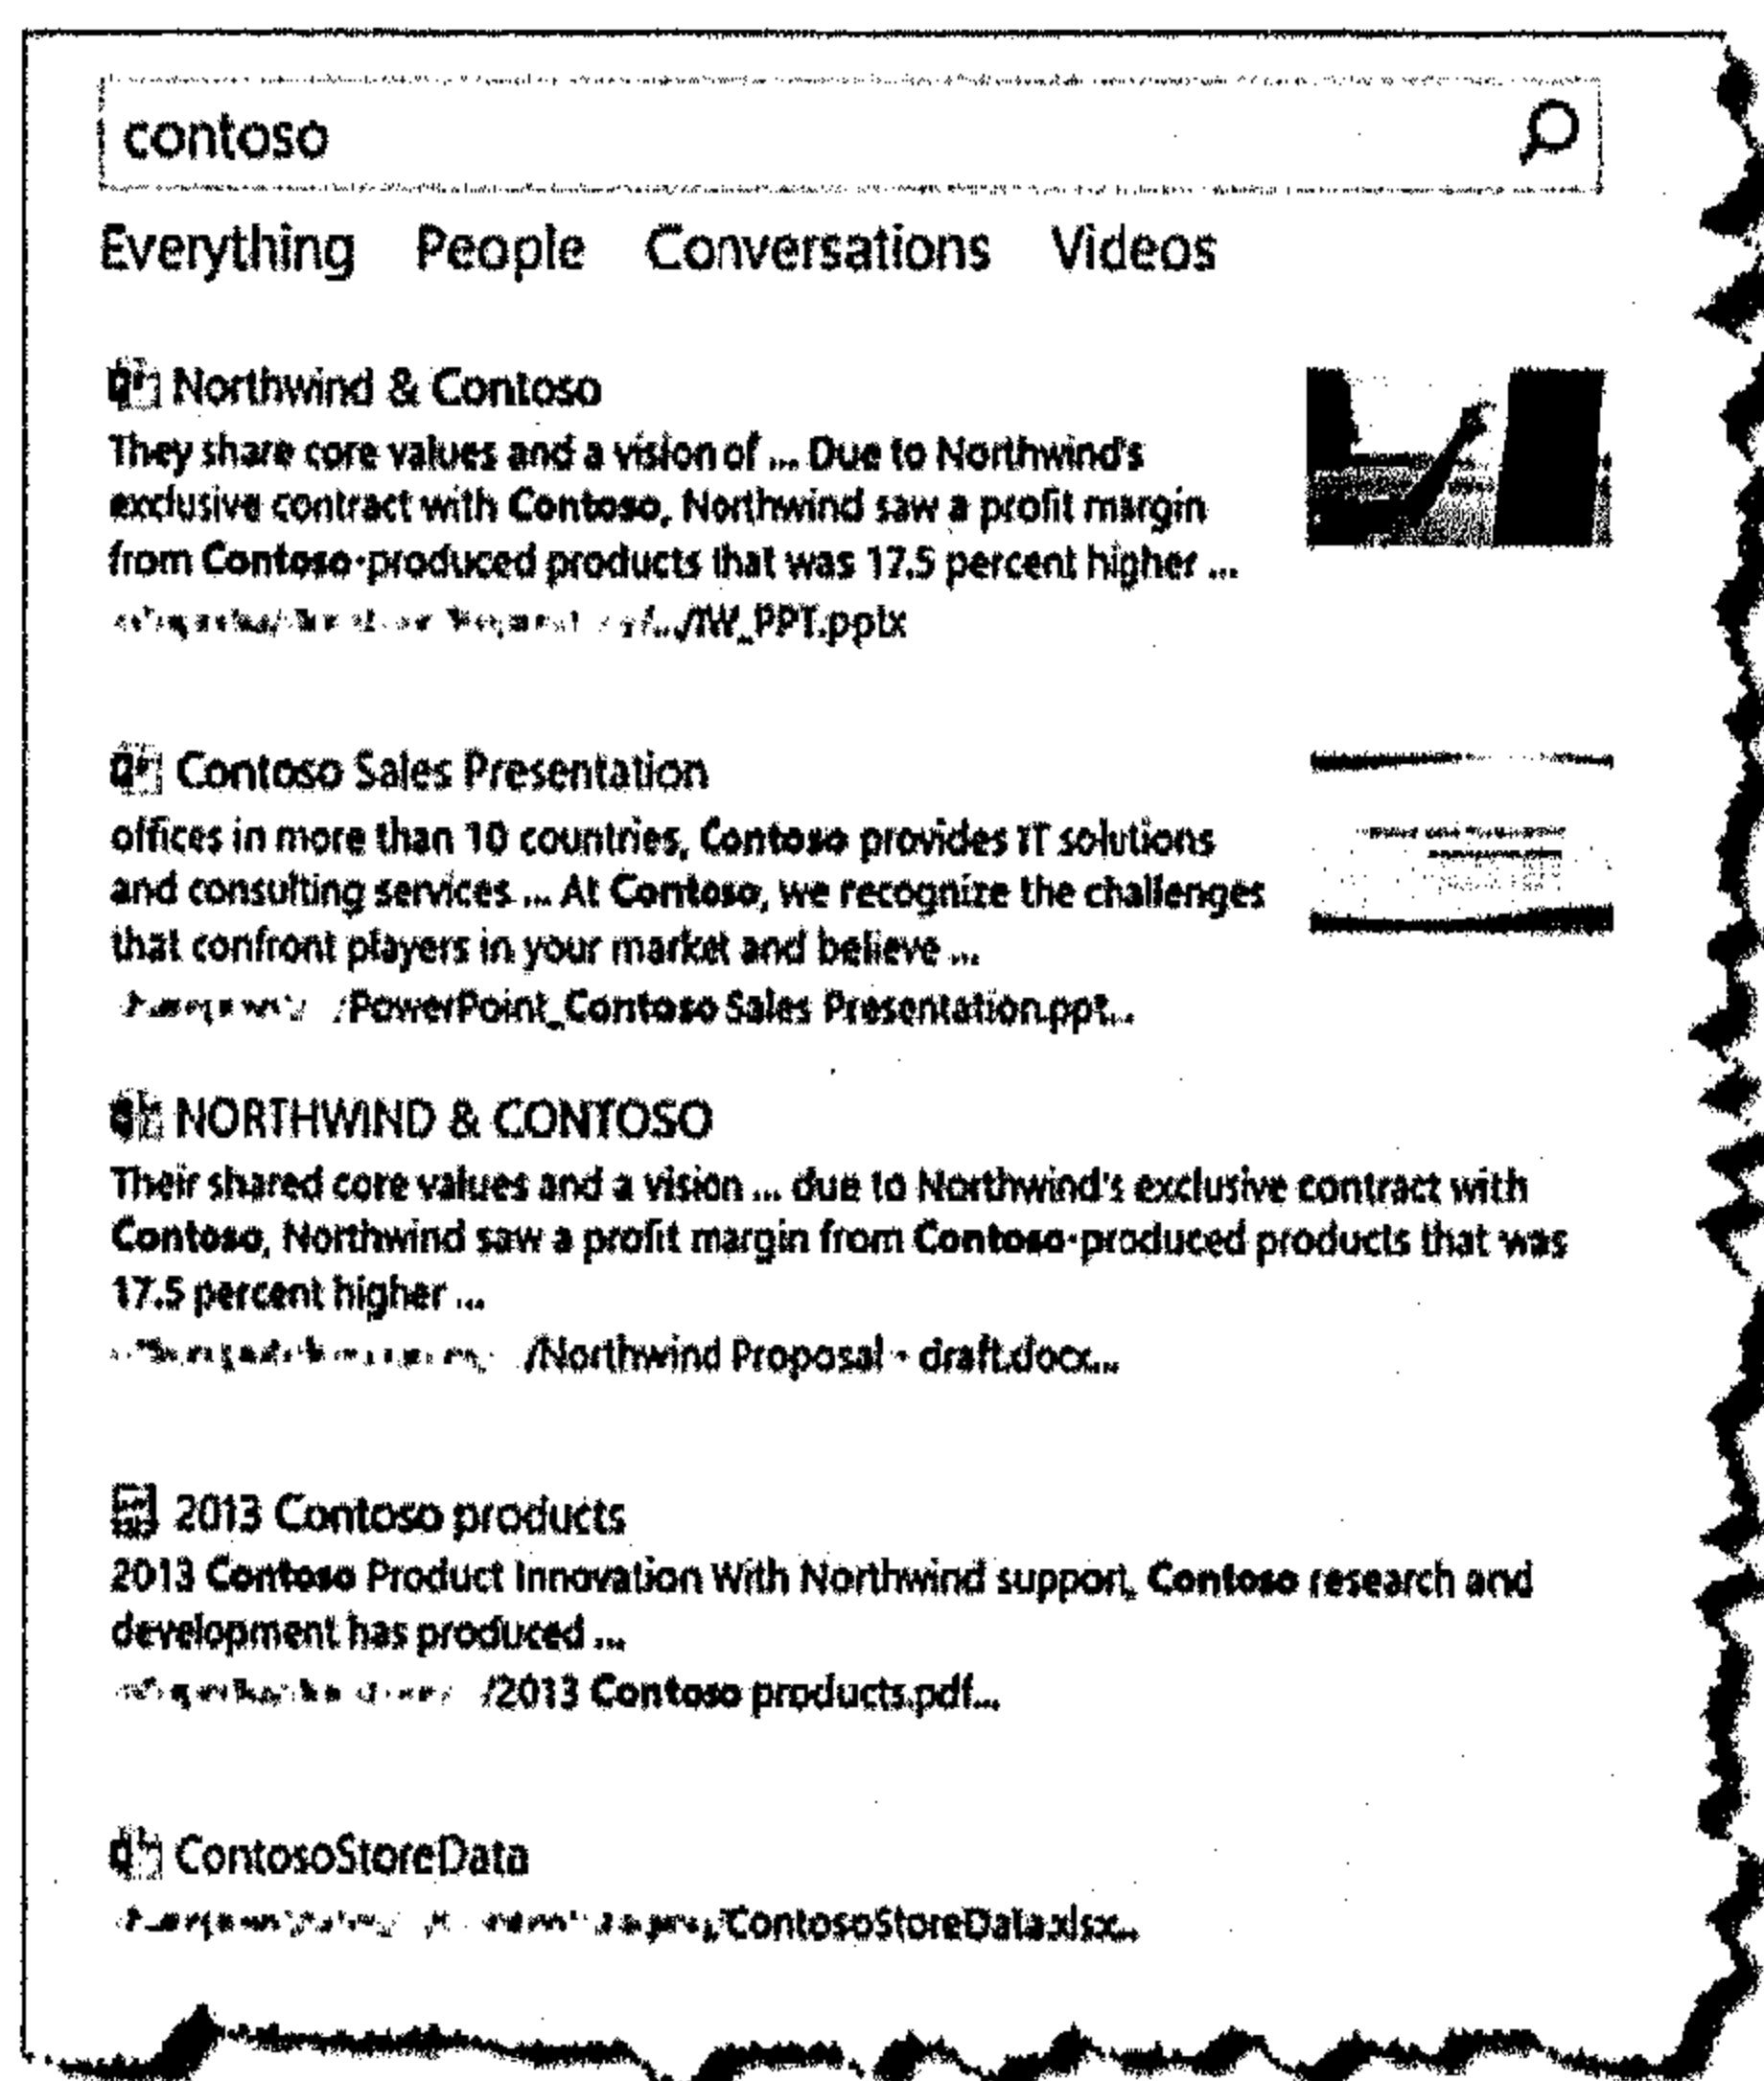 contoso
Everything People Conversations Videos
Northwind & Contoso
They share core values and a vision of ... Due to Northwind's
exclusive contract with Contoso, Northwind saw a profit margin
from Contoso-produced products that was 17.5 percent higher ...
/.../IW_PPT.pptx
Contoso Sales Presentation
offices in more than 10 countries, Contoso provides IT solutions
and consulting services ... At Contoso, we recognize the challenges
that confront players in your market and believe ...
/PowerPoint_Contoso Sales Presentation.ppt...
NORTHWIND & CONTOSO
Their shared core values and a vision ... due to Northwind's exclusive contract with
Contoso, Northwind saw a profit margin from Contoso-produced products that was
17.5 percent higher ...
/Northwind Proposal - draft.docx...
2013 Contoso products
2013 Contoso Product Innovation With Northwind support, Contoso research and
development has produced ...
/2013 Contoso products.pdf...
ContosoStoreData
/ContosoStoreData.xlsx...